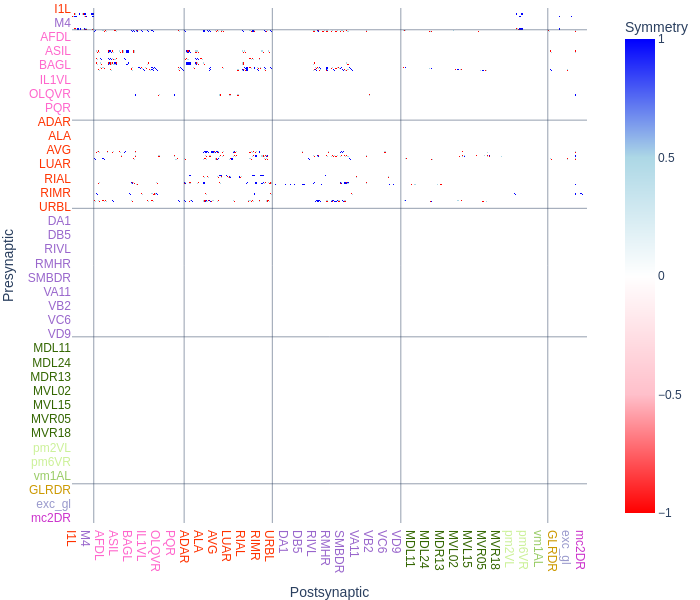 Symmetry
1
0.5
0
−0.5
−1
Presynaptic
I1L
M4
AFDL
ASIL
BAGL
IL1VL
OLQVR
PQR
ADAR
ALA
AVG
LUAR
RIAL
RIMR
URBL
DA1
DB5
RIVL
RMHR
SMBDR
VA11
VB2
VC6
VD9
MDL11
MDL24
MDR13
MVL02
MVL15
MVR05
MVR18
pm2VL
pm6VR
vm1AL
GLRDR
exc_gl
mc2DR
I1L
M4
AFDL
ASIL
BAGL
IL1VL
OLQVR
PQR
ADAR
ALA
AVG
LUAR
RIAL
RIMR
URBL
DA1
DB5
RIVL
RMHR
SMBDR
VA11
VB2
VC6
VD9
MDL11
MDL24
MDR13
MVL02
MVL15
MVR05
MVR18
pm2VL
pm6VR
vm1AL
GLRDR
exc_gl
mc2DR
Postsynaptic